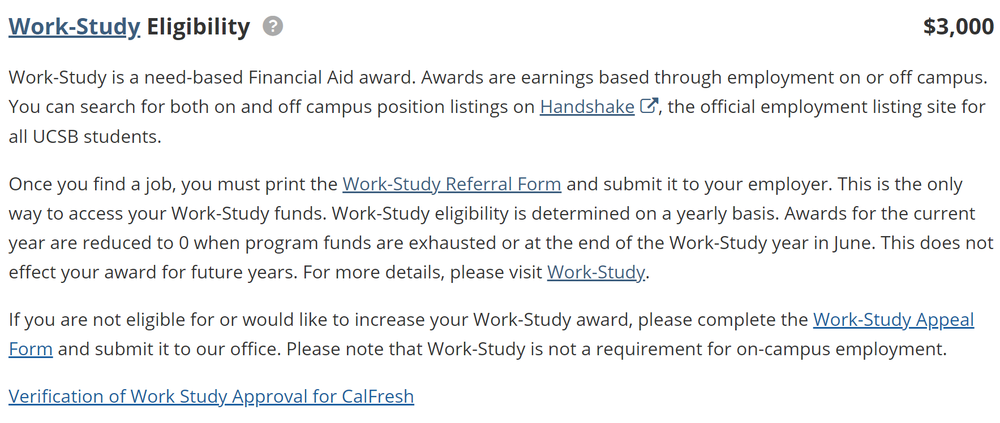 Work-Study Eligibility ? $3,000
Work-Study is a need-based Financial Aid award. Awards are earnings based through employment on or off campus.
You can search for both on and off campus position listings on Handshake, the official employment listing site for
all UCSB students.
Once you find a job, you must print the Work-Study Referral Form and submit it to your employer. This is the only
way to access your Work-Study funds. Work-Study eligibility is determined on a yearly basis. Awards for the current
year are reduced to 0 when program funds are exhausted or at the end of the Work-Study year in June. This does not
effect your award for future years. For more details, please visit Work-Study.
If you are not eligible for or would like to increase your Work-Study award, please complete the Work-Study Appeal
Form and submit it to our office. Please note that Work-Study is not a requirement for on-campus employment.
Verification of Work Study Approval for CalFresh